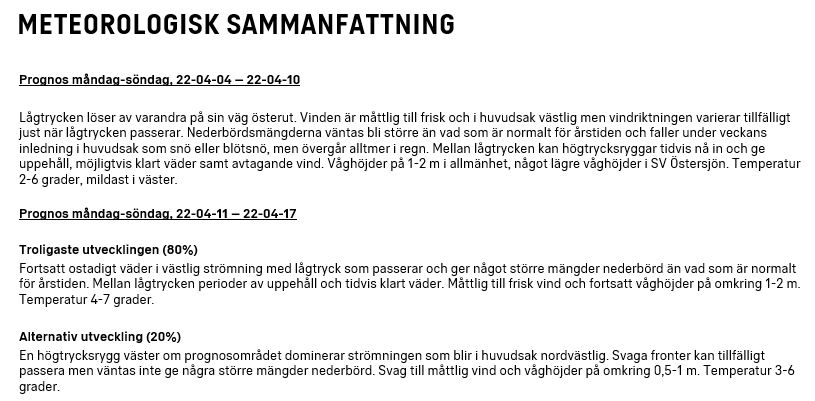 METEOROLOGISK SAMMANFATTNING
Prognos måndag-söndag, 22-04-04 – 22-04-10
Lågtrycken löser av varandra på sin väg österut. Vinden är måttlig till frisk och i huvudsak västlig men vindriktningen varierar tillfälligt
just när lågtrycken passerar. Nederbördsmängderna väntas bli större än vad som är normalt för årstiden och faller under veckans
inledning i huvudsak som snö eller blötsnö, men övergår alltmer i regn. Mellan lågtrycken kan högtrycksryggar tidvis nå in och ge
uppehåll, möjligtvis klart väder samt avtagande vind. Våghöjder på 1-2 m i allmänhet, något lägre våghöjder i SV Östersjön. Temperatur
2-6 grader, mildast i väster.
Prognos måndag-söndag, 22-04-11 – 22-04-17
Troligaste utvecklingen (80%)
Fortsatt ostadigt väder i västlig strömning med lågtryck som passerar och ger något större mängder nederbörd än vad som är normalt
för årstiden. Mellan lågtrycken perioder av uppehåll och tidvis klart väder. Måttlig till frisk vind och fortsatt våghöjder på omkring 1-2 m.
Temperatur 4-7 grader.
Alternativ utveckling (20%)
En högtrycksrygg väster om prognosområdet dominerar strömningen som blir i huvudsak nordvästlig. Svaga fronter kan tillfälligt
passera men väntas inte ge några större mängder nederbörd. Svag till måttlig vind och våghöjder på omkring 0,5-1 m. Temperatur 3-6
grader.